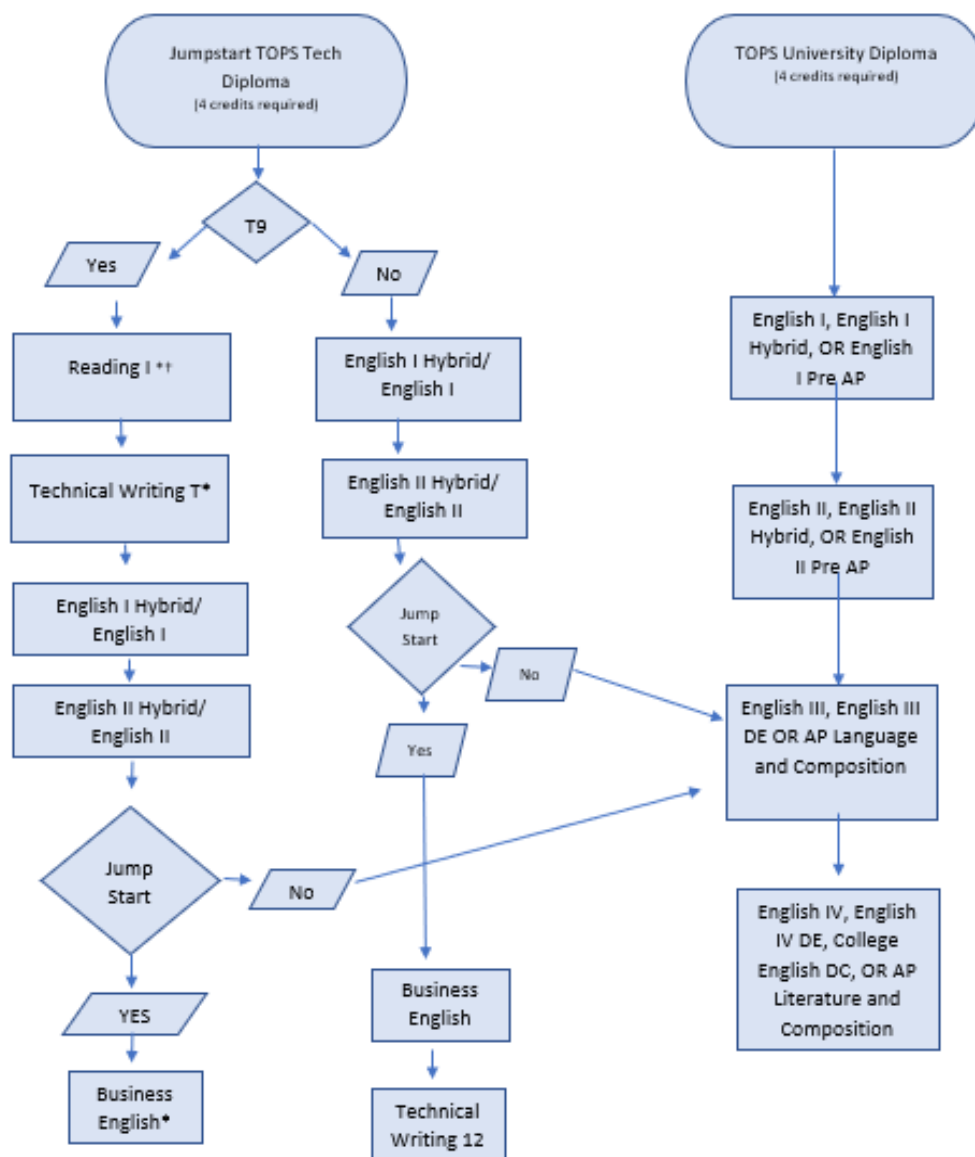 Jumpstart TOPS Tech
Diploma
(4 credits required)
TOPS University Diploma
(4 credits required)
T9
Yes
No
Reading I *†
English I Hybrid/
English I
English I, English I
Hybrid, OR English
I Pre AP
Technical Writing T*
English II Hybrid/
English II
English II, English II
Hybrid, OR English
II Pre AP
English I Hybrid/
English I
Jump
Start
No
English II Hybrid/
English II
Yes
English III, English III
DE OR AP Language
and Composition
Jump
Start
No
English IV, English
IV DE, College
English DC, OR AP
Literature and
Composition
YES
Business
English
Business
English*
Technical
Writing 12